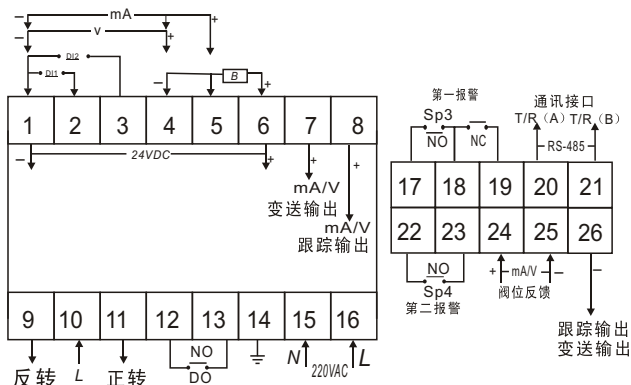 − mA +
− v +
DI2
DI1
− B +
1 2 3 4 5 6 7 8
− 24VDC +
+ +
mA/V
变送输出
mA/V
跟踪输出
9 10 11 12 13 14 15 16
NO
DO
反转 L 正转 N 220VAC L
第一报警
Sp3
NO NC
通讯接口
T/R（A） T/R（B）
RS-485
17 18 19 20 21
22 23 24 25 26
NO
Sp4
第二报警
+ mA/V −
阀位反馈
−
跟踪输出
变送输出